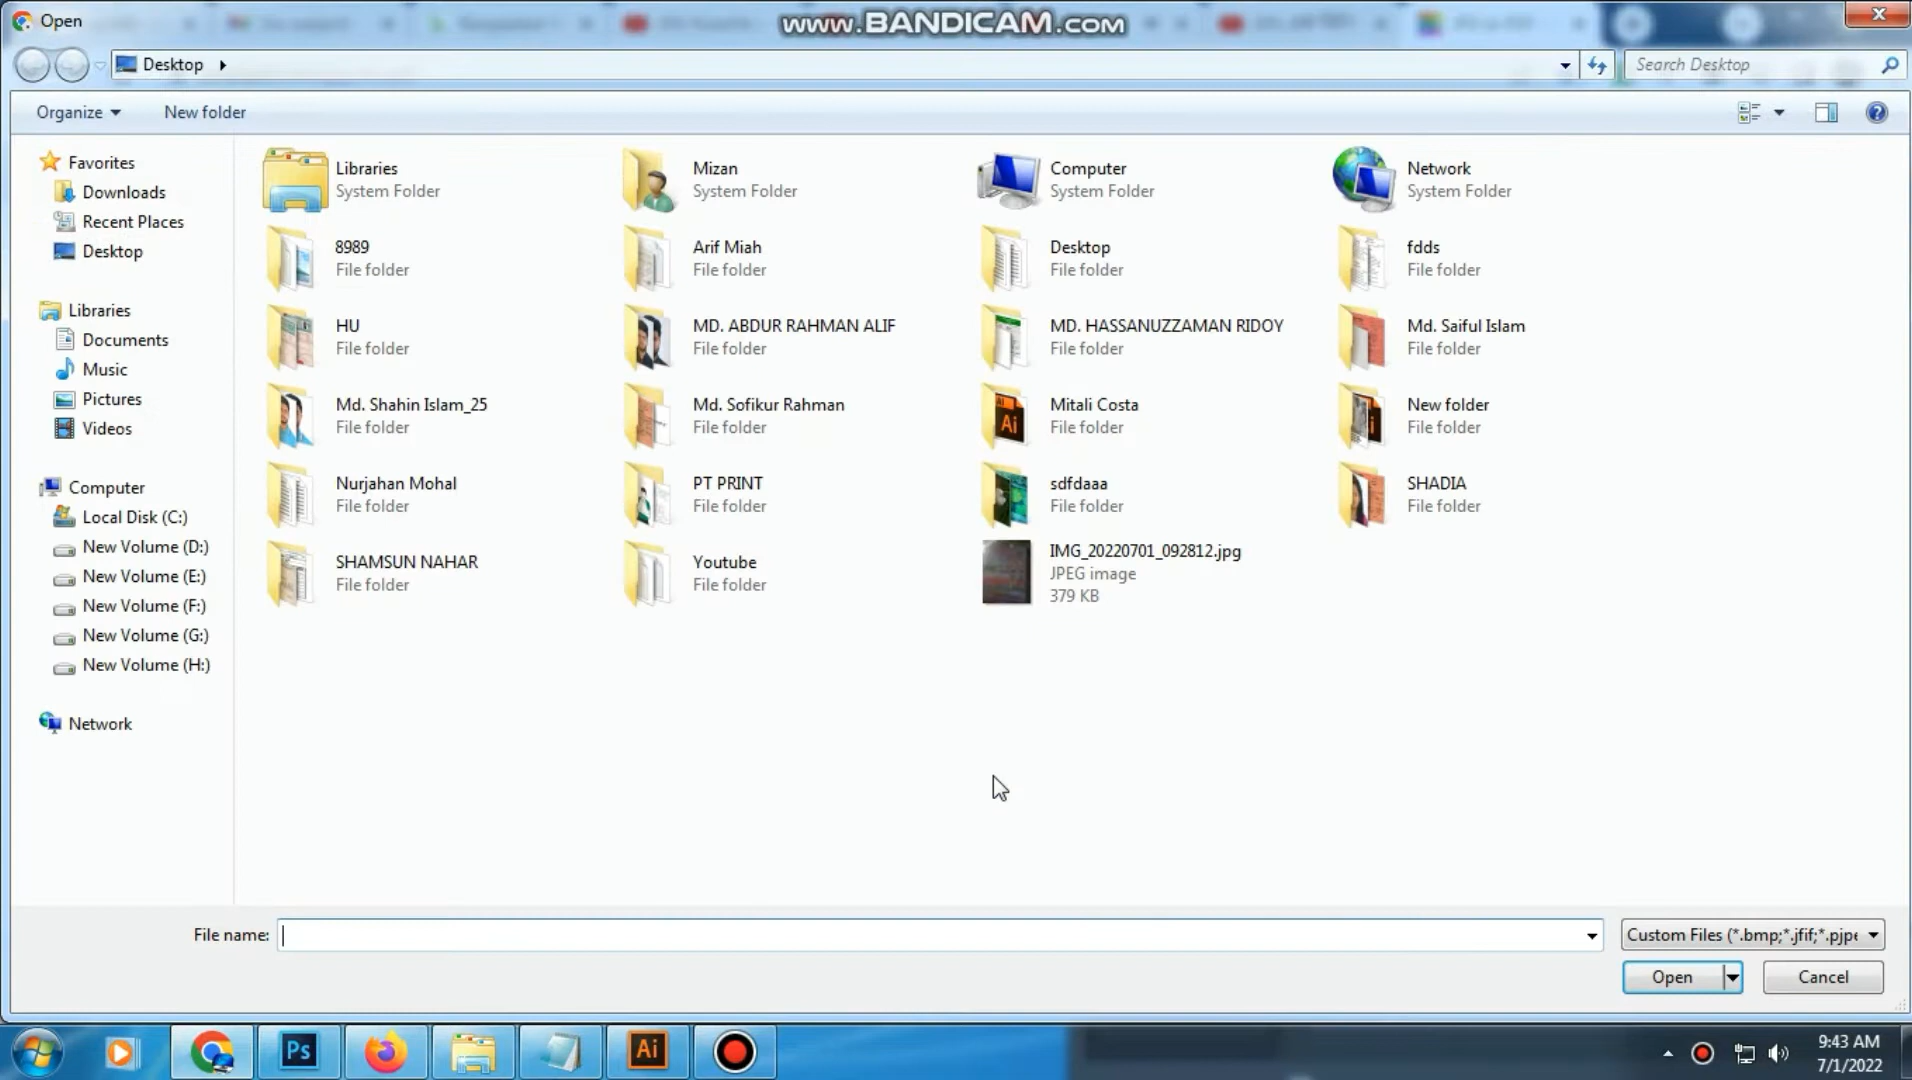 Open
www.BANDICAM.com
Desktop
Search Desktop
Organize
New folder
Favorites
Downloads
Recent Places
Desktop
Libraries
Documents
Music
Pictures
Videos
Computer
Local Disk (C:)
New Volume (D:)
New Volume (E:)
New Volume (F:)
New Volume (G:)
New Volume (H:)
Network
Libraries
System Folder
Mizan
System Folder
Computer
System Folder
Network
System Folder
8989
File folder
Arif Miah
File folder
Desktop
File folder
fdds
File folder
HU
File folder
MD. ABDUR RAHMAN ALIF
File folder
MD. HASSANUZZAMAN RIDOY
File folder
Md. Saiful Islam
File folder
Md. Shahin Islam_25
File folder
Md. Sofikur Rahman
File folder
Mitali Costa
File folder
New folder
File folder
Nurjahan Mohal
File folder
PT PRINT
File folder
sdfdaaa
File folder
SHADIA
File folder
SHAMSUN NAHAR
File folder
Youtube
File folder
IMG_20220701_092812.jpg
JPEG image
379 KB
File name:
Custom Files (*.bmp;*.jfif;*.pjpe
Open
Cancel
Ps
Ai
9:43 AM
7/1/2022